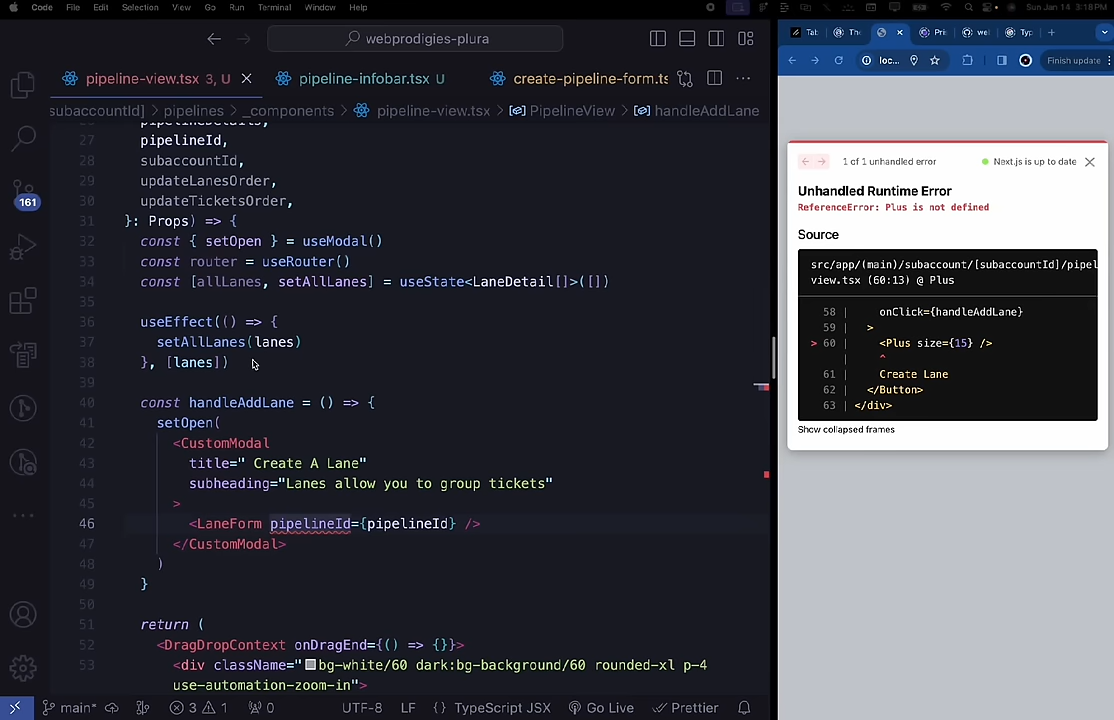 Code File Edit Selection View Go Run Terminal Window Help Sun Jan 14 3:18 PM
webprodigies-plura
pipeline-view.tsx 3, U
pipeline-infobar.tsx U
create-pipeline-form.ts
subaccountId] > pipelines > _components > pipeline-view.tsx > PipelineView > handleAddLane
pipelineDetails,
27 pipelineId,
28 subaccountId,
29 updateLanesOrder,
30 updateTicketsOrder,
31 }: Props) => {
32 const { setOpen } = useModal()
33 const router = useRouter()
34 const [allLanes, setAllLanes] = useState<LaneDetail[]>([])
35
36 useEffect(() => {
37 setAllLanes(lanes)
38 }, [lanes])
39
40 const handleAddLane = () => {
41 setOpen(
42 <CustomModal
43 title=" Create A Lane"
44 subheading="Lanes allow you to group tickets"
45 >
46 <LaneForm pipelineId={pipelineId} />
47 </CustomModal>
48 )
49 }
50
51 return (
52 <DragDropContext onDragEnd={() => {}}>
53 <div className="bg-white/60 dark:bg-background/60 rounded-xl p-4
use-automation-zoom-in">
161
main* 3 1 0 UTF-8 LF {} TypeScript JSX Go Live Prettier
Tab The Pri wel Typ
loc... Finish update
1 of 1 unhandled error Next.js is up to date
Unhandled Runtime Error
ReferenceError: Plus is not defined
Source
src/app/(main)/subaccount/[subaccountId]/pipel
view.tsx (60:13) @ Plus
58 | onClick={handleAddLane}
59 | >
> 60 | <Plus size={15} />
| ^
61 | Create Lane
62 | </Button>
63 | </div>
Show collapsed frames